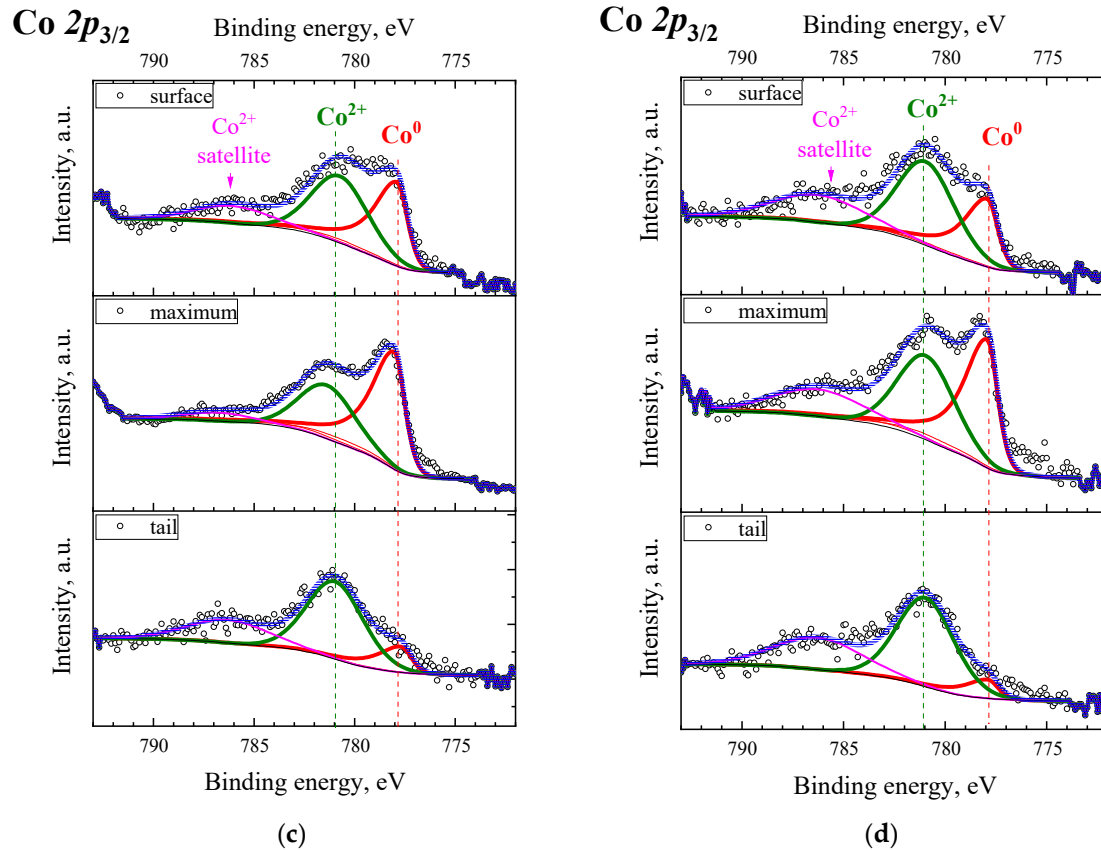 Co 2p3/2
Binding energy, eV
790 785 780 775
surface
Co2+
satellite
Co2+
Co0
Intensity, a.u.
maximum
Intensity, a.u.
tail
Intensity, a.u.
790 785 780 775
Binding energy, eV
(c)
Co 2p3/2
Binding energy, eV
790 785 780 775
surface
Co2+
satellite
Co2+
Co0
Intensity, a.u.
maximum
Intensity, a.u.
tail
Intensity, a.u.
790 785 780 775
Binding energy, eV
(d)